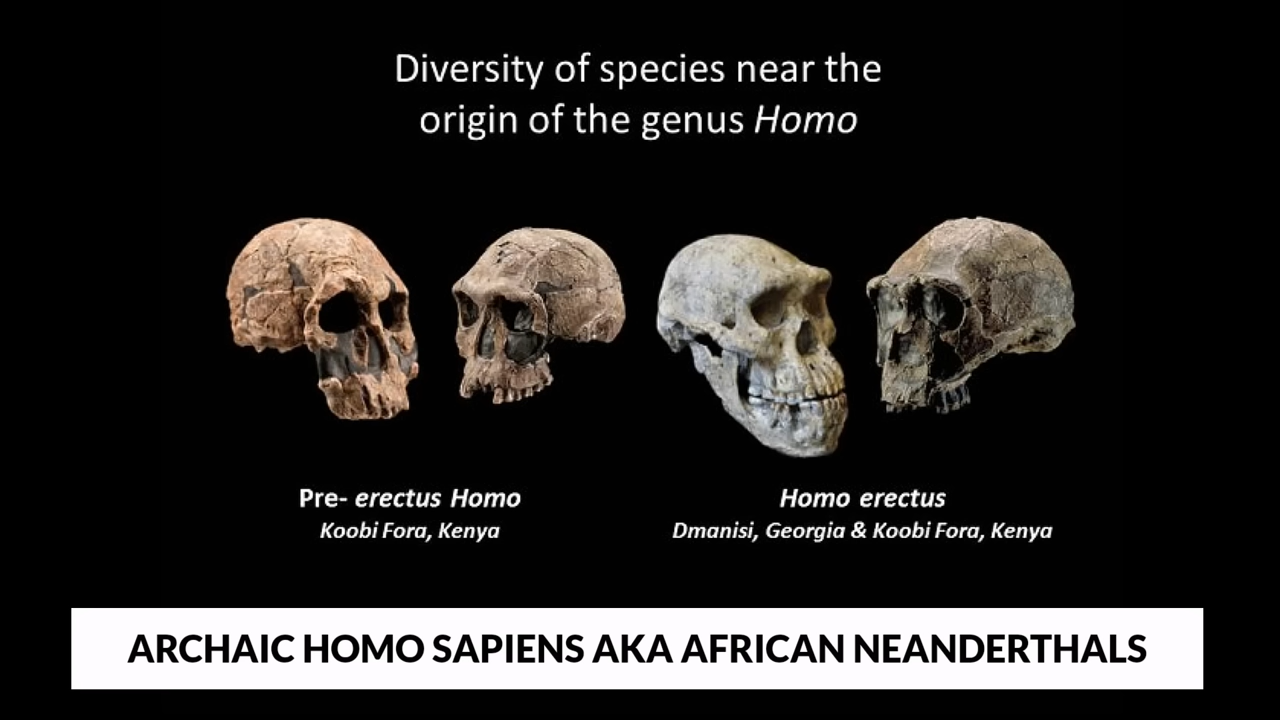 Diversity of species near the
origin of the genus Homo
Pre- erectus Homo
Koobi Fora, Kenya
Homo erectus
Dmanisi, Georgia & Koobi Fora, Kenya
ARCHAIC HOMO SAPIENS AKA AFRICAN NEANDERTHALS